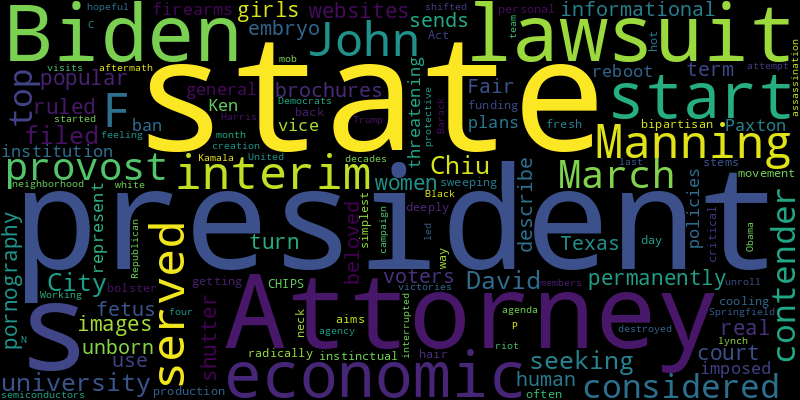 hopeful
firearms
girls
websites
shifted
personal
informational
Biden
C
embryo
John
sends
team
Act
lawsuit
hot
visits
aftermath
mob
state
reboot
term
attempt
assassination
top
popular
general
brochures
threatening
Fair
start
F
Ken
Democrats
back
protective
Barack
funding
ruled
started
Harris
Trump
plans
fresh
bipartisan
Paxton
filed
ban
feeling
month
vice
Manning
institution
creation
Kamala
United
decades
Chiu
last
stems
movement
provost
interim
women
sweeping
describe
March
neighborhood
white
Black
policies
critical
president
represent
Republican
served
beloved
simplest
campaign
deeply
led
way
Texas
day
Obama
contender
pornography
turn
City
Working
bolster
getting
CHIPS
victories
voters
David
permanently
members
unroll
s
fetus
four
shutter
Attorney
neck
aims
agency
interrupted
agenda
p
cooling
Springfield
images
real
destroyed
N
unborn
radically
instinctual
hair
riot
lynch
court
use
economic
seeking
imposed
university
human
considered
semiconductors
production
often